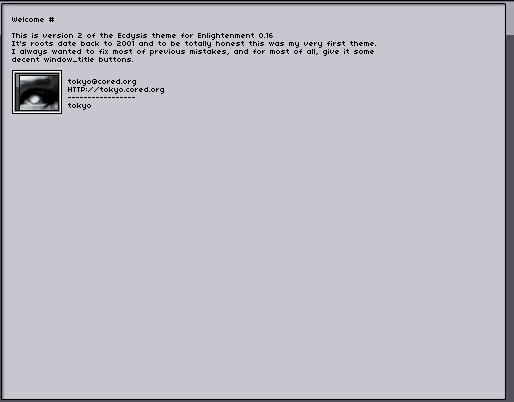 Welcome #
This is version 2 of the Ecdysis theme for Enlightenment 0.16
It's roots date back to 2001 and to be totally honest this was my very first theme.
I always wanted to fix most of previous mistakes, and for most of all, give it some
decent window_title buttons.
tokyo@cored.org
HTTP://tokyo.cored.org
-----------------
tokyo